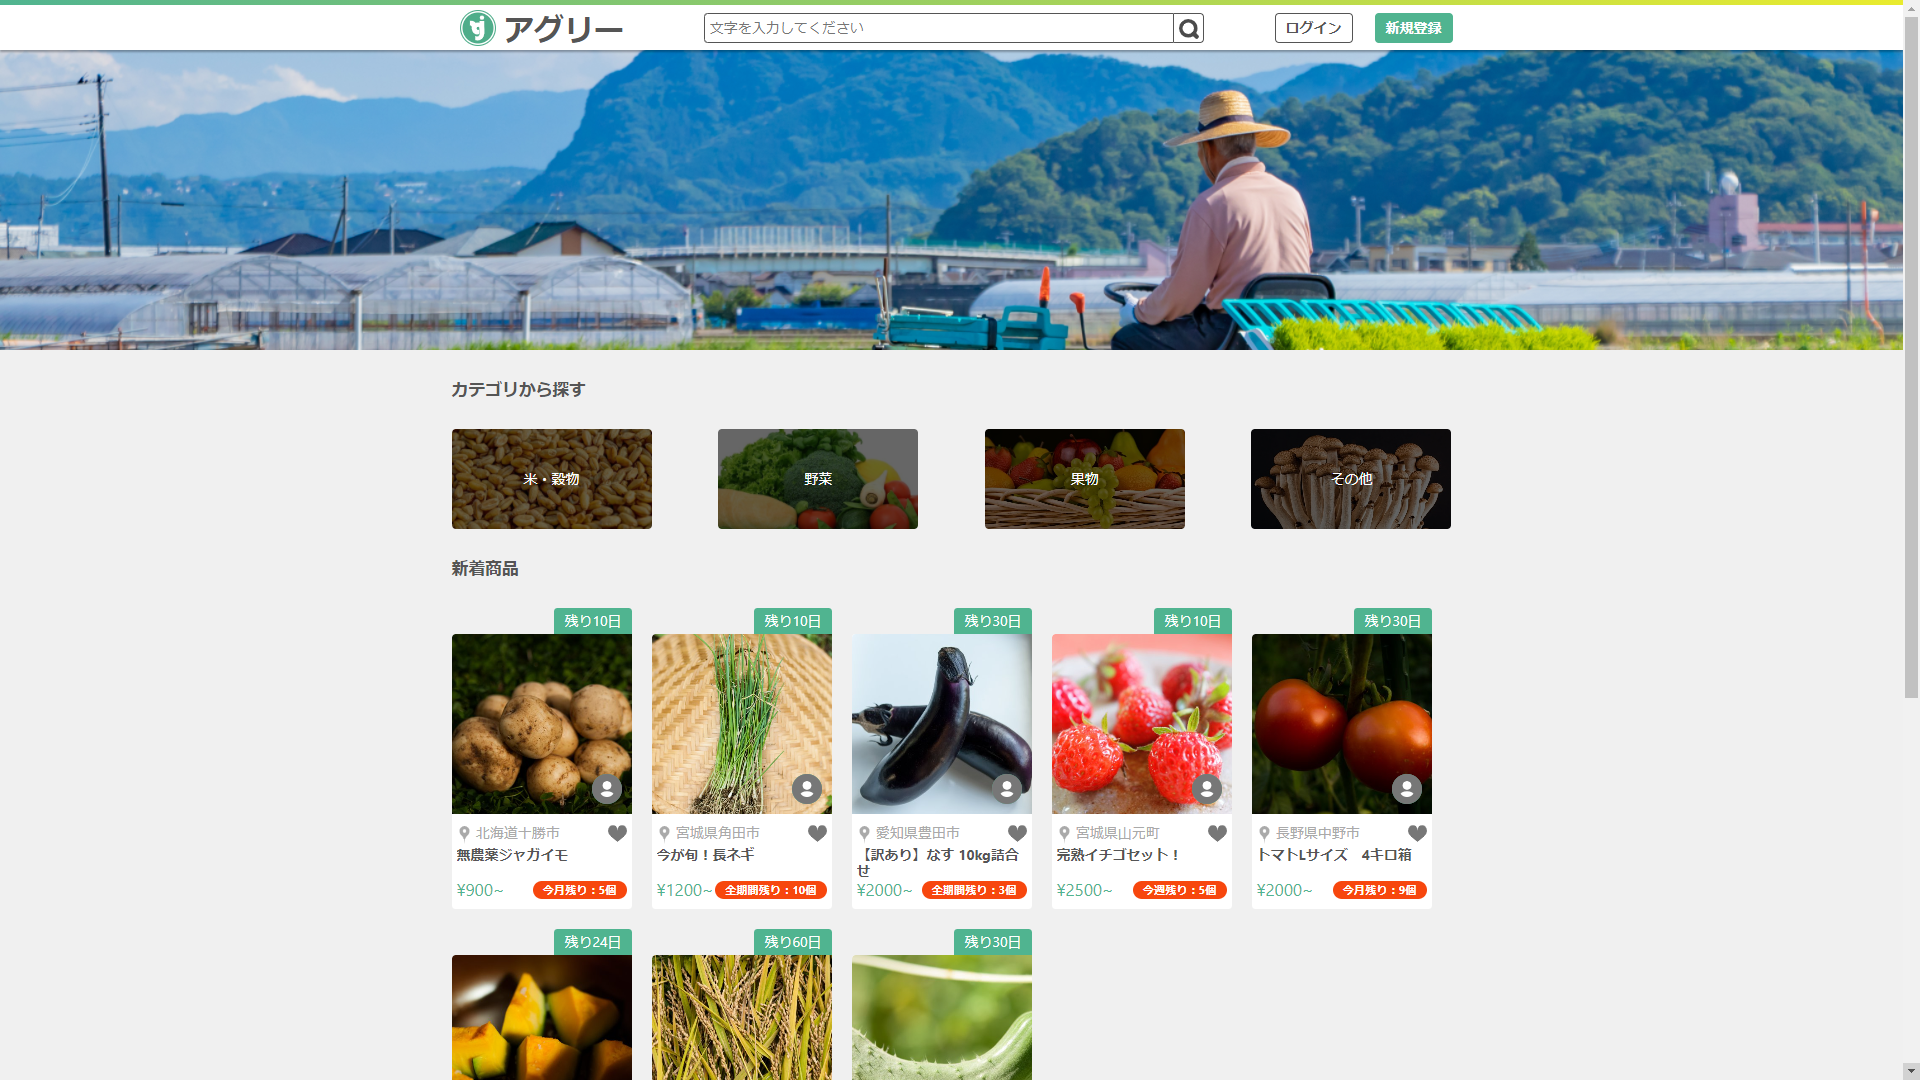 アグリー
文字を入力してください
ログイン
新規登録
カテゴリから探す
米・穀物
野菜
果物
その他
新着商品
残り10日
残り10日
残り30日
残り10日
残り30日
北海道十勝市
無農薬ジャガイモ
¥900~
今月残り：5個
宮城県角田市
今が旬！長ネギ
¥1200~
全期間残り：10個
愛知県豊田市
【訳あり】なす 10kg詰合
せ
¥2000~
全期間残り：3個
宮城県山元町
完熟イチゴセット！
¥2500~
今週残り：5個
長野県中野市
トマトLサイズ　4キロ箱
¥2000~
今月残り：9個
残り24日
残り60日
残り30日